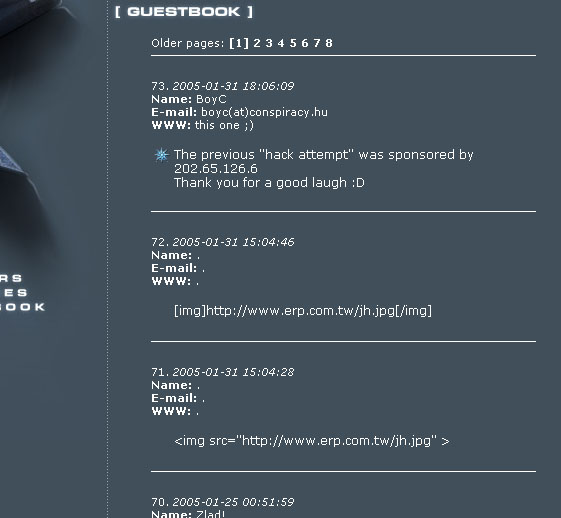 [ GUESTBOOK ]
Older pages: [1] 2 3 4 5 6 7 8
73. 2005-01-31 18:06:09
Name: BoyC
E-mail: boyc(at)conspiracy.hu
WWW: this one ;)
The previous "hack attempt" was sponsored by
202.65.126.6
Thank you for a good laugh :D
72. 2005-01-31 15:04:46
Name: .
E-mail: .
WWW: .
[img]http://www.erp.com.tw/jh.jpg[/img]
71. 2005-01-31 15:04:28
Name: .
E-mail: .
WWW: .
<img src="http://www.erp.com.tw/jh.jpg" >
70. 2005-01-25 00:51:59
Name: Zlad!